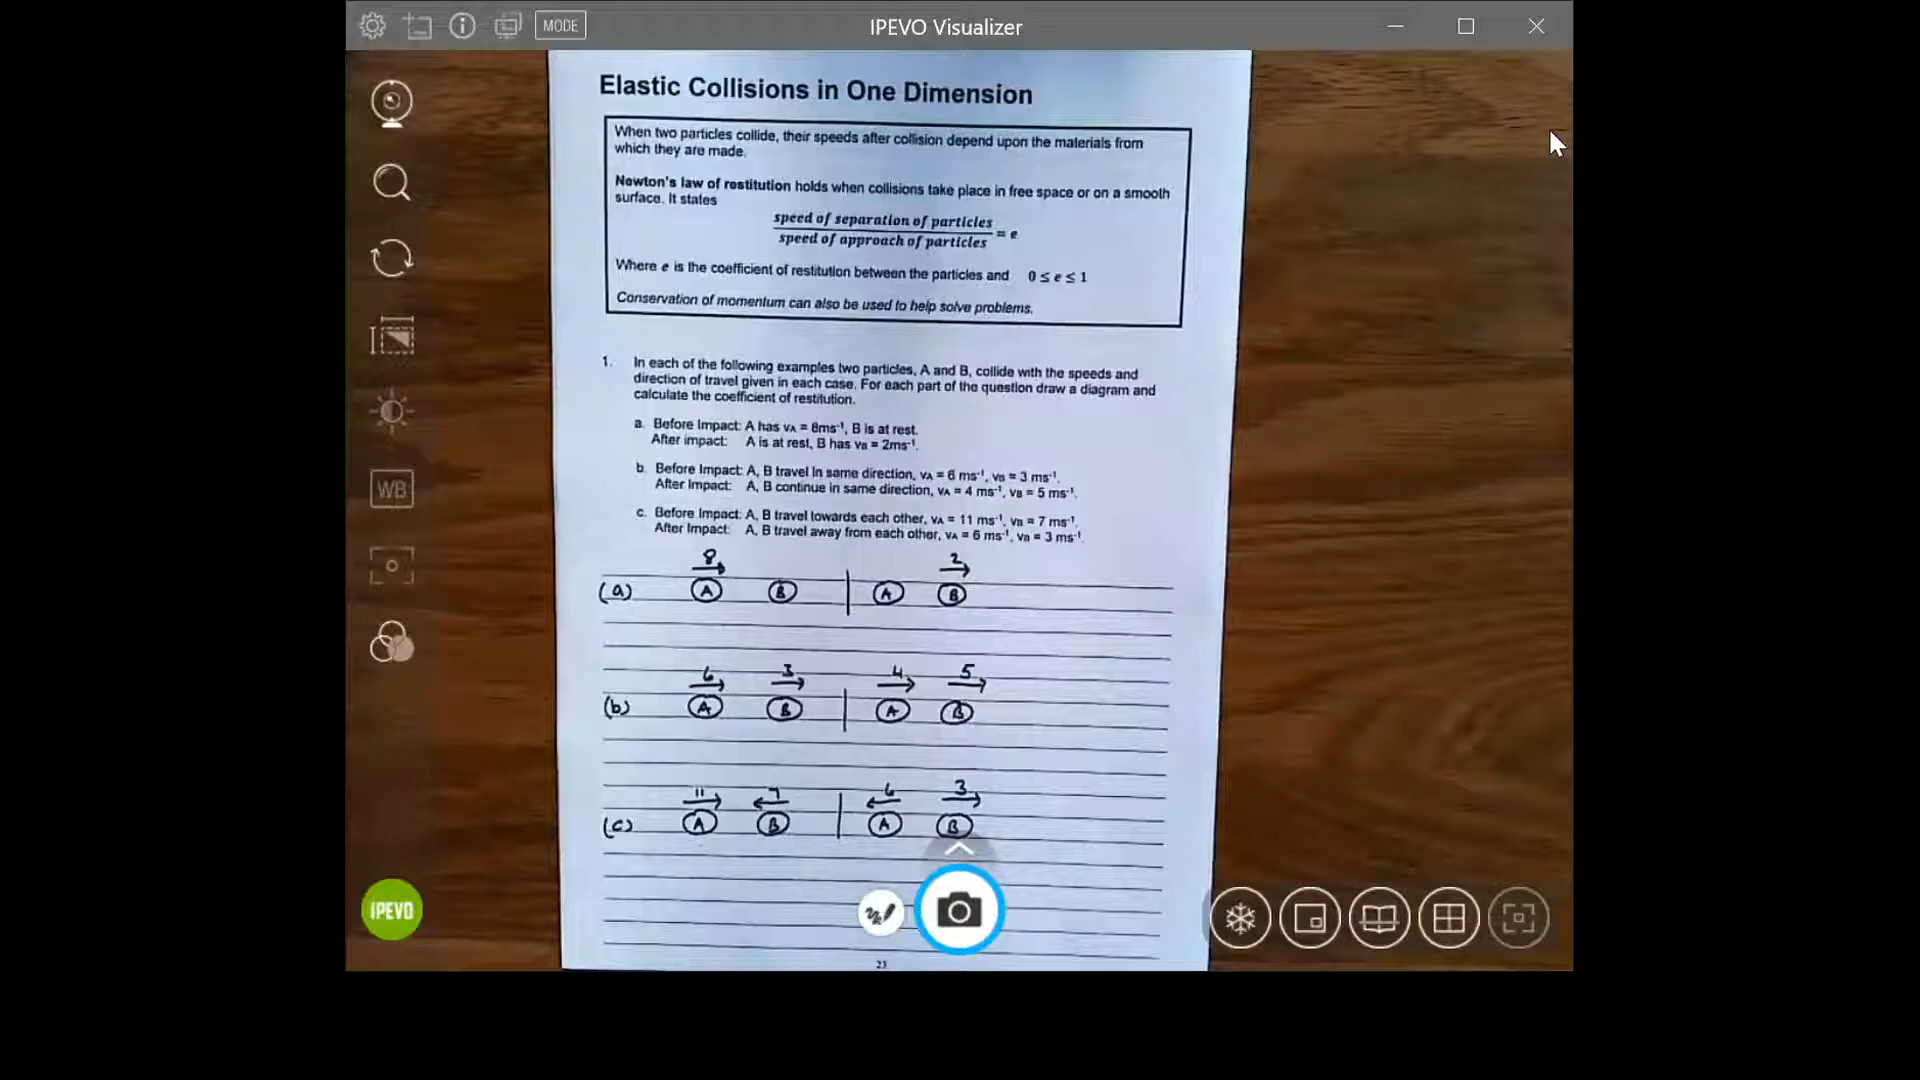 MODE
IPEVO Visualizer
Elastic Collisions in One Dimension
When two particles collide, their speeds after collision depend upon the materials from
which they are made.
Newton's law of restitution holds when collisions take place in free space or on a smooth
surface. It states
speed of separation of particles
speed of approach of particles
= e
Where e is the coefficient of restitution between the particles and 0 ≤ e ≤ 1
Conservation of momentum can also be used to help solve problems.
1. In each of the following examples two particles, A and B, collide with the speeds and
direction of travel given in each case. For each part of the question draw a diagram and
calculate the coefficient of restitution.
a. Before Impact: A has vA = 8ms⁻¹, B is at rest.
After impact: A is at rest, B has vB = 2ms⁻¹.
b. Before Impact: A, B travel in same direction, vA = 6 ms⁻¹, vB = 3 ms⁻¹.
After Impact: A, B continue in same direction, vA = 4 ms⁻¹, vB = 5 ms⁻¹.
c. Before Impact: A, B travel towards each other, vA = 11 ms⁻¹, vB = 7 ms⁻¹.
After Impact: A, B travel away from each other, vA = 6 ms⁻¹, vB = 3 ms⁻¹.
8 2
(a) A B A B
6 3 4 5
(b) A B A B
11 7 6 3
(c) A B A B
WB
IPEVO
23